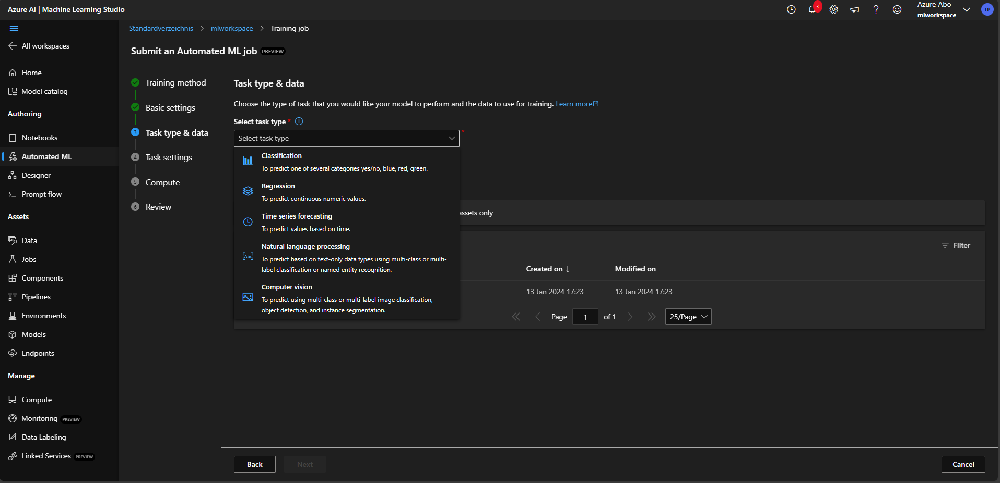 Azure AI | Machine Learning Studio
3
Azure Abo
mlworkspace
LP
All workspaces
Home
Model catalog
Authoring
Notebooks
Automated ML
Designer
Prompt flow
Assets
Data
Jobs
Components
Pipelines
Environments
Models
Endpoints
Manage
Compute
Monitoring PREVIEW
Data Labeling
Linked Services PREVIEW
Standardverzeichnis > mlworkspace > Training job
Submit an Automated ML job PREVIEW
Training method
Basic settings
3 Task type & data
4 Task settings
5 Compute
6 Review
Task type & data
Choose the type of task that you would like your model to perform and the data to use for training. Learn more
Select task type *
Select task type *
Classification
To predict one of several categories yes/no, blue, red, green.
Regression
To predict continuous numeric values.
Time series forecasting
To predict values based on time.
Abc
Natural language processing
To predict based on text-only data types using multi-class or multi-
label classification or named entity recognition.
Computer vision
To predict using multi-class or multi-label image classification,
object detection, and instance segmentation.
assets only
Filter
Created on ↓ Modified on
13 Jan 2024 17:23 13 Jan 2024 17:23
Page 1 of 1 25/Page
Back Next Cancel